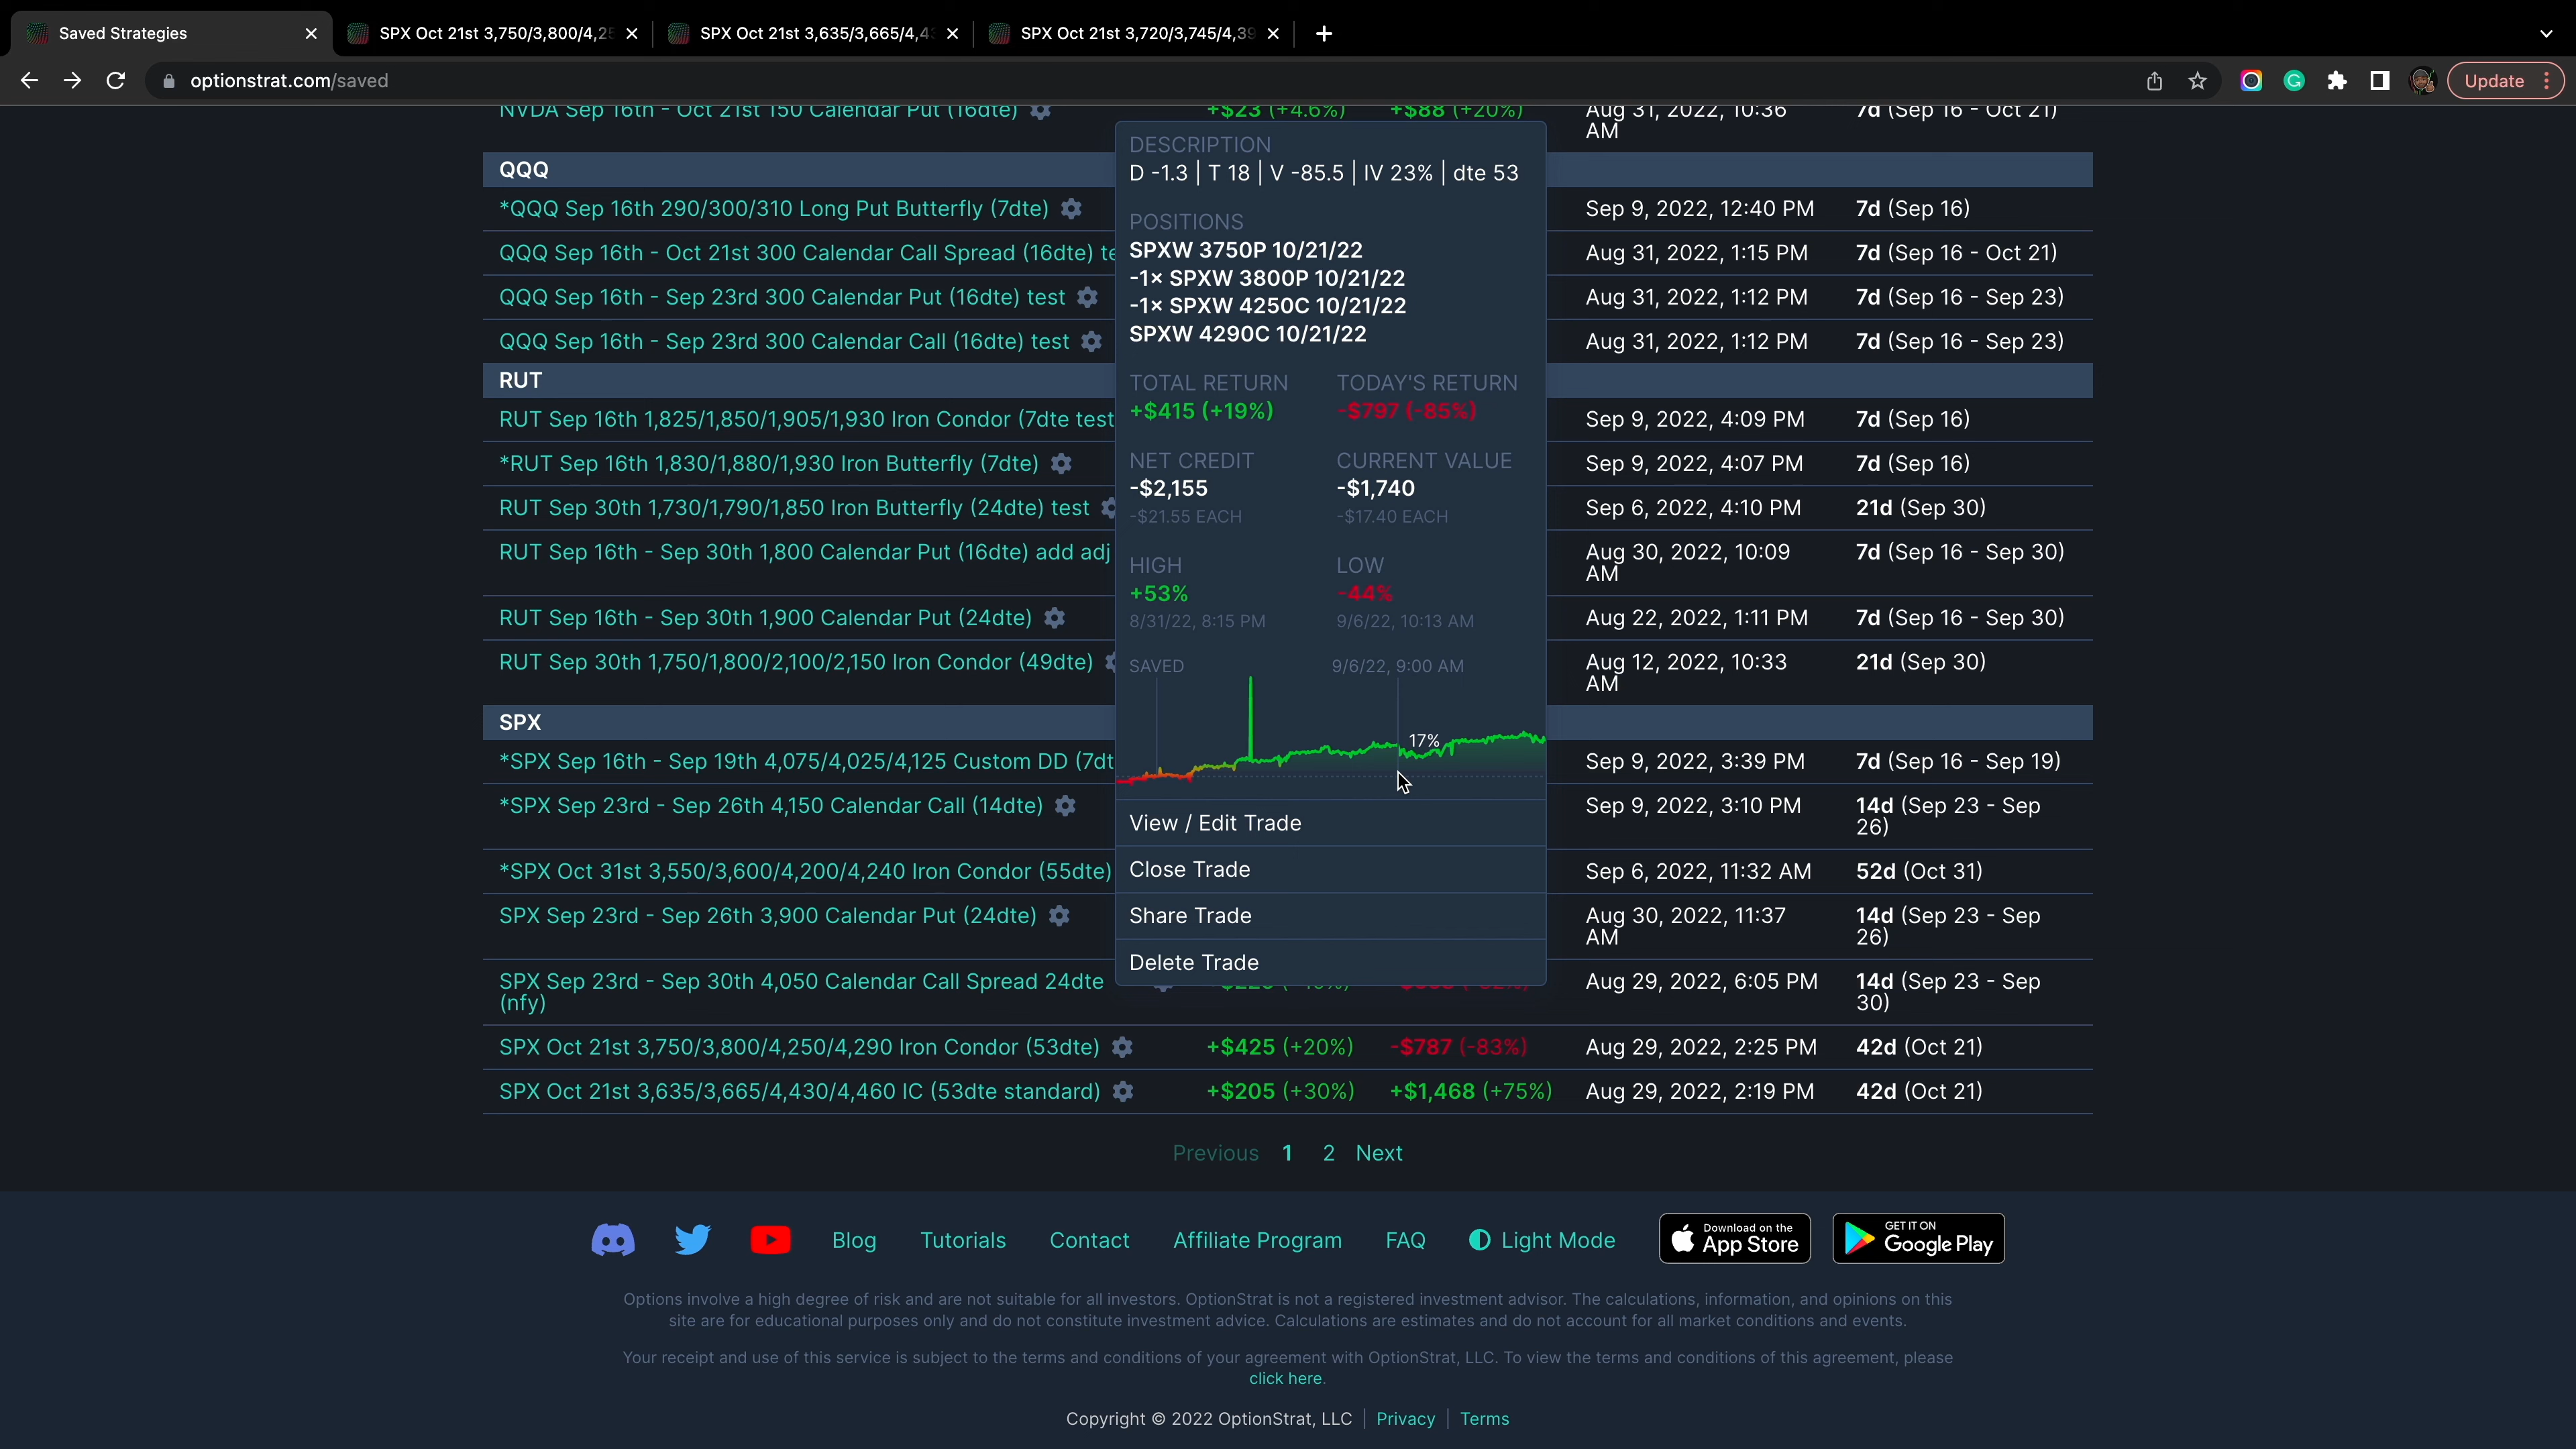 Saved Strategies
SPX Oct 21st 3,750/3,800/4,25
SPX Oct 21st 3,635/3,665/4,43
SPX Oct 21st 3,720/3,745/4,39
optionstrat.com/saved
Update
NVDA Sep 16th - Oct 21st 150 Calendar Put (16dte) +$23 (+4.6%) +$88 (+20%) Aug 31, 2022, 10:36 7d (Sep 16 - Oct 21)
AM
QQQ
*QQQ Sep 16th 290/300/310 Long Put Butterfly (7dte) Sep 9, 2022, 12:40 PM 7d (Sep 16)
QQQ Sep 16th - Oct 21st 300 Calendar Call Spread (16dte) te Aug 31, 2022, 1:15 PM 7d (Sep 16 - Oct 21)
QQQ Sep 16th - Sep 23rd 300 Calendar Put (16dte) test Aug 31, 2022, 1:12 PM 7d (Sep 16 - Sep 23)
QQQ Sep 16th - Sep 23rd 300 Calendar Call (16dte) test Aug 31, 2022, 1:12 PM 7d (Sep 16 - Sep 23)
RUT
RUT Sep 16th 1,825/1,850/1,905/1,930 Iron Condor (7dte test Sep 9, 2022, 4:09 PM 7d (Sep 16)
*RUT Sep 16th 1,830/1,880/1,930 Iron Butterfly (7dte) Sep 9, 2022, 4:07 PM 7d (Sep 16)
RUT Sep 30th 1,730/1,790/1,850 Iron Butterfly (24dte) test Sep 6, 2022, 4:10 PM 21d (Sep 30)
RUT Sep 16th - Sep 30th 1,800 Calendar Put (16dte) add adj Aug 30, 2022, 10:09 7d (Sep 16 - Sep 30)
AM
RUT Sep 16th - Sep 30th 1,900 Calendar Put (24dte) Aug 22, 2022, 1:11 PM 7d (Sep 16 - Sep 30)
RUT Sep 30th 1,750/1,800/2,100/2,150 Iron Condor (49dte) Aug 12, 2022, 10:33 21d (Sep 30)
AM
SPX
*SPX Sep 16th - Sep 19th 4,075/4,025/4,125 Custom DD (7dt Sep 9, 2022, 3:39 PM 7d (Sep 16 - Sep 19)
*SPX Sep 23rd - Sep 26th 4,150 Calendar Call (14dte) Sep 9, 2022, 3:10 PM 14d (Sep 23 - Sep
26)
*SPX Oct 31st 3,550/3,600/4,200/4,240 Iron Condor (55dte) Sep 6, 2022, 11:32 AM 52d (Oct 31)
SPX Sep 23rd - Sep 26th 3,900 Calendar Put (24dte) Aug 30, 2022, 11:37 14d (Sep 23 - Sep
AM 26)
SPX Sep 23rd - Sep 30th 4,050 Calendar Call Spread 24dte Aug 29, 2022, 6:05 PM 14d (Sep 23 - Sep
(nfy) 30)
SPX Oct 21st 3,750/3,800/4,250/4,290 Iron Condor (53dte) +$425 (+20%) -$787 (-83%) Aug 29, 2022, 2:25 PM 42d (Oct 21)
SPX Oct 21st 3,635/3,665/4,430/4,460 IC (53dte standard) +$205 (+30%) +$1,468 (+75%) Aug 29, 2022, 2:19 PM 42d (Oct 21)
DESCRIPTION
D -1.3 | T 18 | V -85.5 | IV 23% | dte 53
POSITIONS
SPXW 3750P 10/21/22
-1× SPXW 3800P 10/21/22
-1× SPXW 4250C 10/21/22
SPXW 4290C 10/21/22
TOTAL RETURN TODAY'S RETURN
+$415 (+19%) -$797 (-85%)
NET CREDIT CURRENT VALUE
-$2,155 -$1,740
-$21.55 EACH -$17.40 EACH
HIGH LOW
+53% -44%
8/31/22, 8:15 PM 9/6/22, 10:13 AM
SAVED 9/6/22, 9:00 AM
17%
View / Edit Trade
Close Trade
Share Trade
Delete Trade
Previous 1 2 Next
Blog Tutorials Contact Affiliate Program FAQ Light Mode
Download on the
App Store
GET IT ON
Google Play
Options involve a high degree of risk and are not suitable for all investors. OptionStrat is not a registered investment advisor. The calculations, information, and opinions on this
site are for educational purposes only and do not constitute investment advice. Calculations are estimates and do not account for all market conditions and events.
Your receipt and use of this service is subject to the terms and conditions of your agreement with OptionStrat, LLC. To view the terms and conditions of this agreement, please
click here.
Copyright © 2022 OptionStrat, LLC | Privacy | Terms